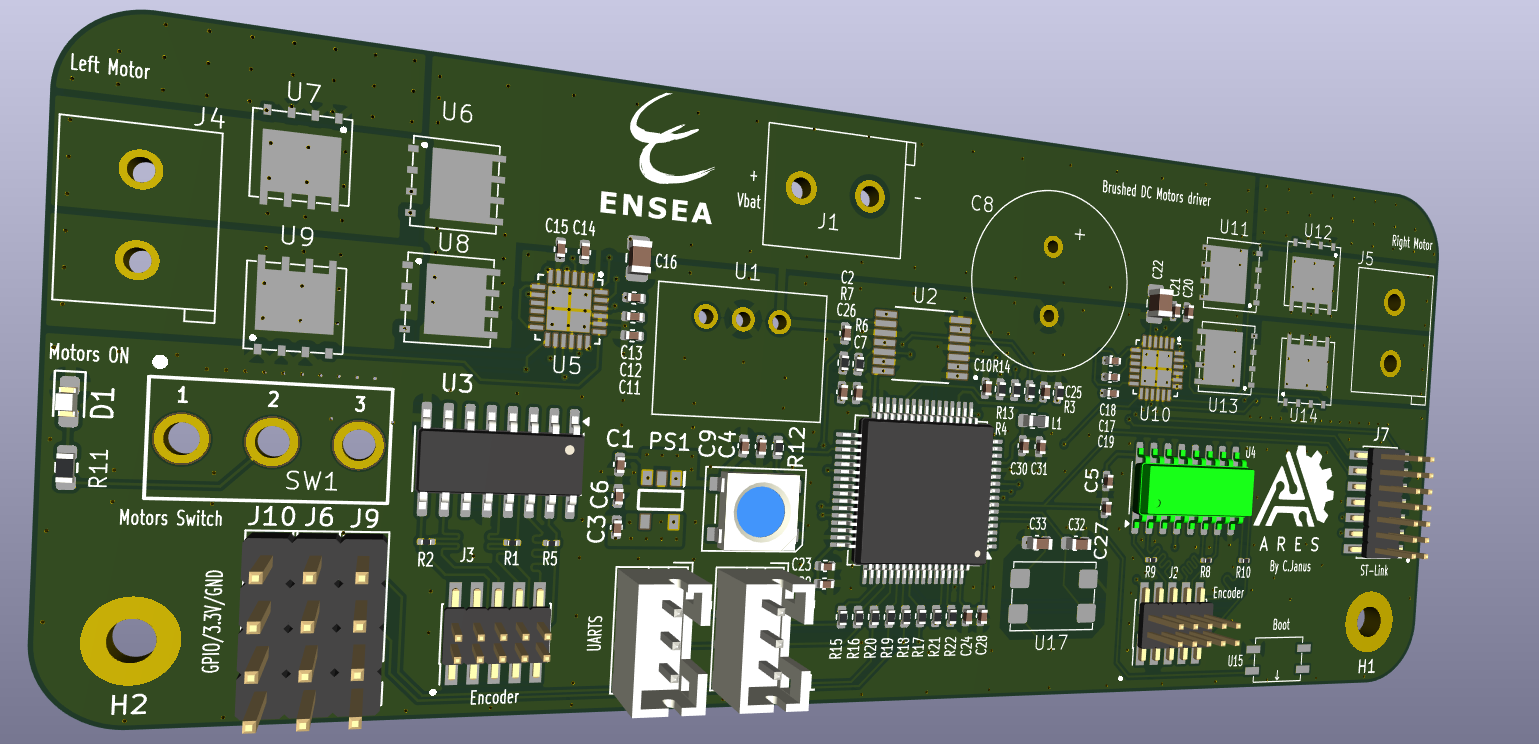 Left Motor
J4
U7
U6
ENSEA
+
Vbat
-
J1
C8
+
Brushed DC Motors driver
U11
U12
Right Motor
J5
U9
U8
C15 C14
C16
U1
C2
R7
C26
R6
C7
U2
C22
C21
C20
Motors ON
D1
R11
1 2 3
SW1
Motors Switch
U5
C13
C12
C11
U3
C10 R14
C25
R3
R13
R4
L1
C30 C31
C18
C17
C19
U10
U13
U14
J7
C1
PS1
C9
C4
R12
C6
C3
C5
C27
U4
ARES
By C.Janus
ST-Link
J10 J6 J9
GPIO/3.3V/GND
R2
J3
R1
R5
Encoder
UARTS
C23
R15
R16
R20
R19
R18
R17
R21
R22
C24
C28
C33
C32
U17
R9
J2
R8
R10
Encoder
Boot
U15
H2
H1